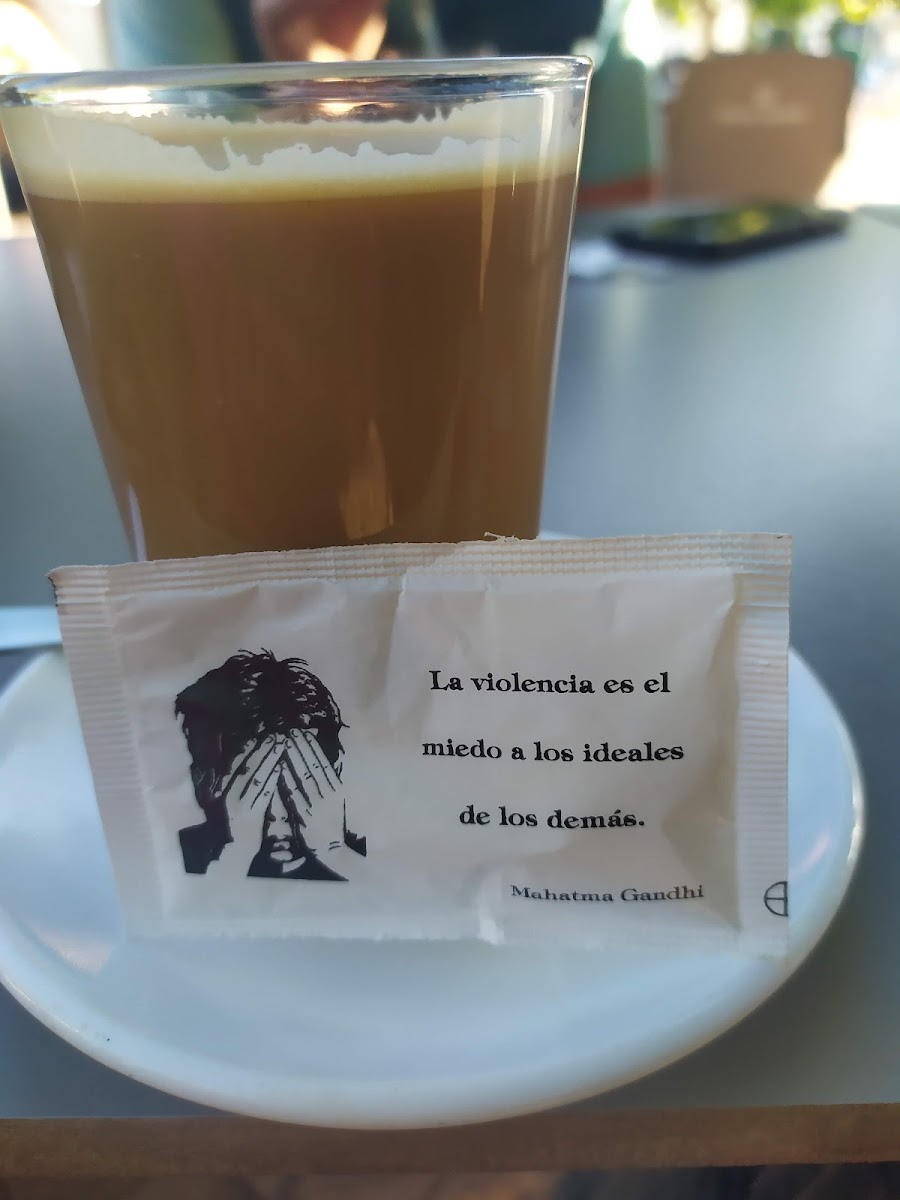 La violencia es el
miedo a los ideales
de los demás.
Mahatma Gandhi